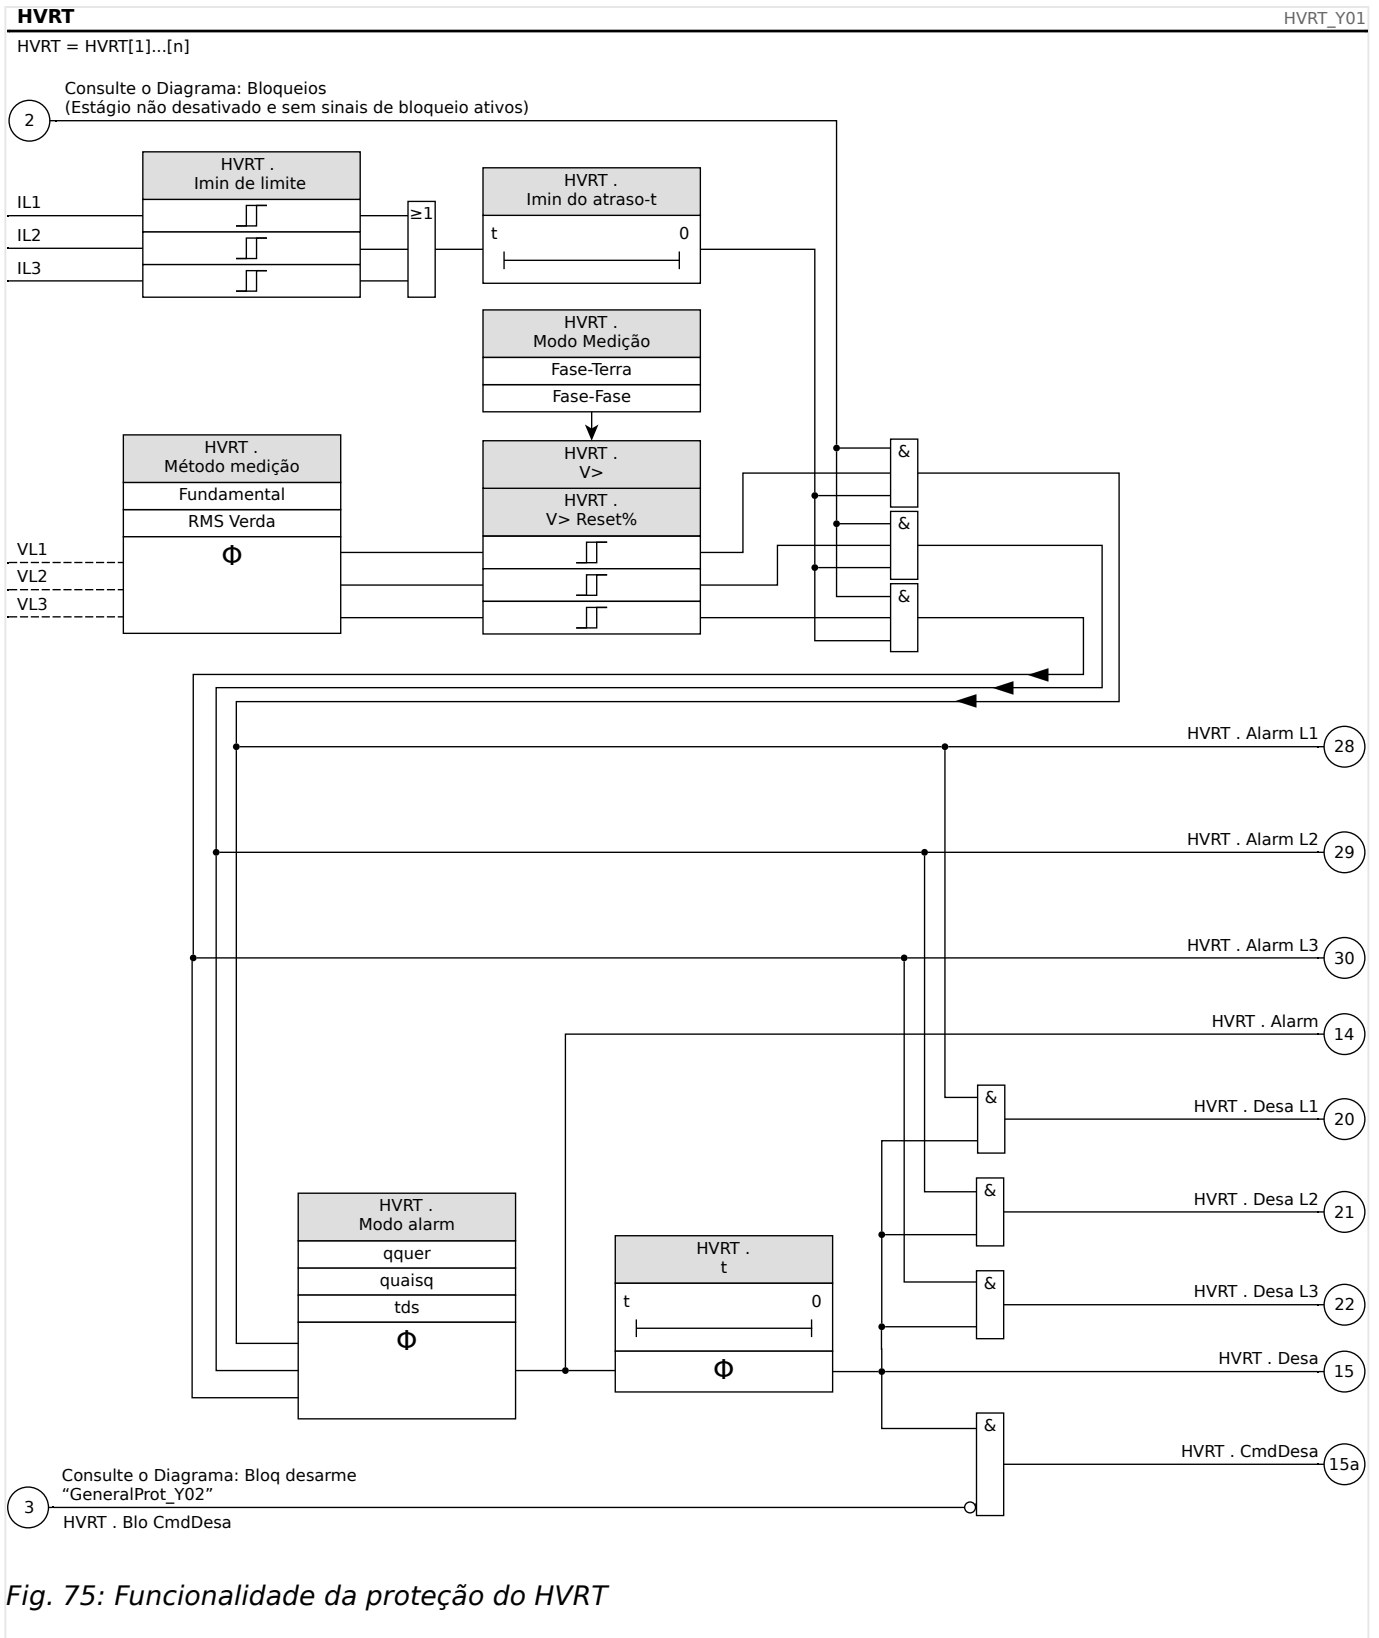 HVRT
HVRT_Y01
HVRT = HVRT[1]...[n]
Consulte o Diagrama: Bloqueios
(Estágio não desativado e sem sinais de bloqueio ativos)
2
HVRT .
Imin de limite
IL1
IL2
IL3
≥1
HVRT .
Imin do atraso-t
t 0
HVRT .
Modo Medição
Fase-Terra
Fase-Fase
HVRT .
Método medição
Fundamental
RMS Verda
Φ
VL1
VL2
VL3
HVRT .
V>
HVRT .
V> Reset%
&
&
&
HVRT . Alarm L1
28
HVRT . Alarm L2
29
HVRT . Alarm L3
30
HVRT . Alarm
14
&
HVRT . Desa L1
20
&
HVRT . Desa L2
21
&
HVRT . Desa L3
22
HVRT .
Modo alarm
qquer
quaisq
tds
Φ
HVRT .
t
t 0
Φ
HVRT . Desa
15
&
HVRT . CmdDesa
15a
Consulte o Diagrama: Bloq desarme
“GeneralProt_Y02”
3
HVRT . Blo CmdDesa
Fig. 75: Funcionalidade da proteção do HVRT